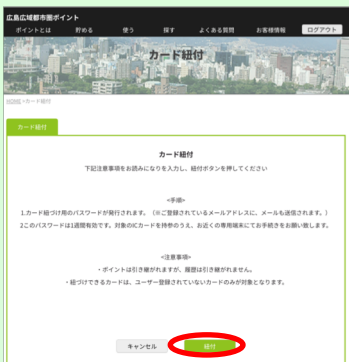 広島広域都市圏ポイント
ポイントとは 貯める 使う 探す よくある質問 お客様情報 ログアウト
カード紐付
HOME >カード紐付
カード紐付
カード紐付
下記注意事項をお読みになりを入力し、紐付ボタンを押してください
<手順>
1.カード紐づけ用のパスワードが発行されます。（※ご登録されているメールアドレスに、メールも送信されます。）
2このパスワードは1週間有効です。対象のICカードを持参のうえ、お近くの専用端末にてお手続きをお願い致します。
<注意事項>
・ポイントは引き継がれますが、履歴は引き継がれません。
・紐づけできるカードは、ユーザー登録されていないカードのみが対象となります。
キャンセル 紐付